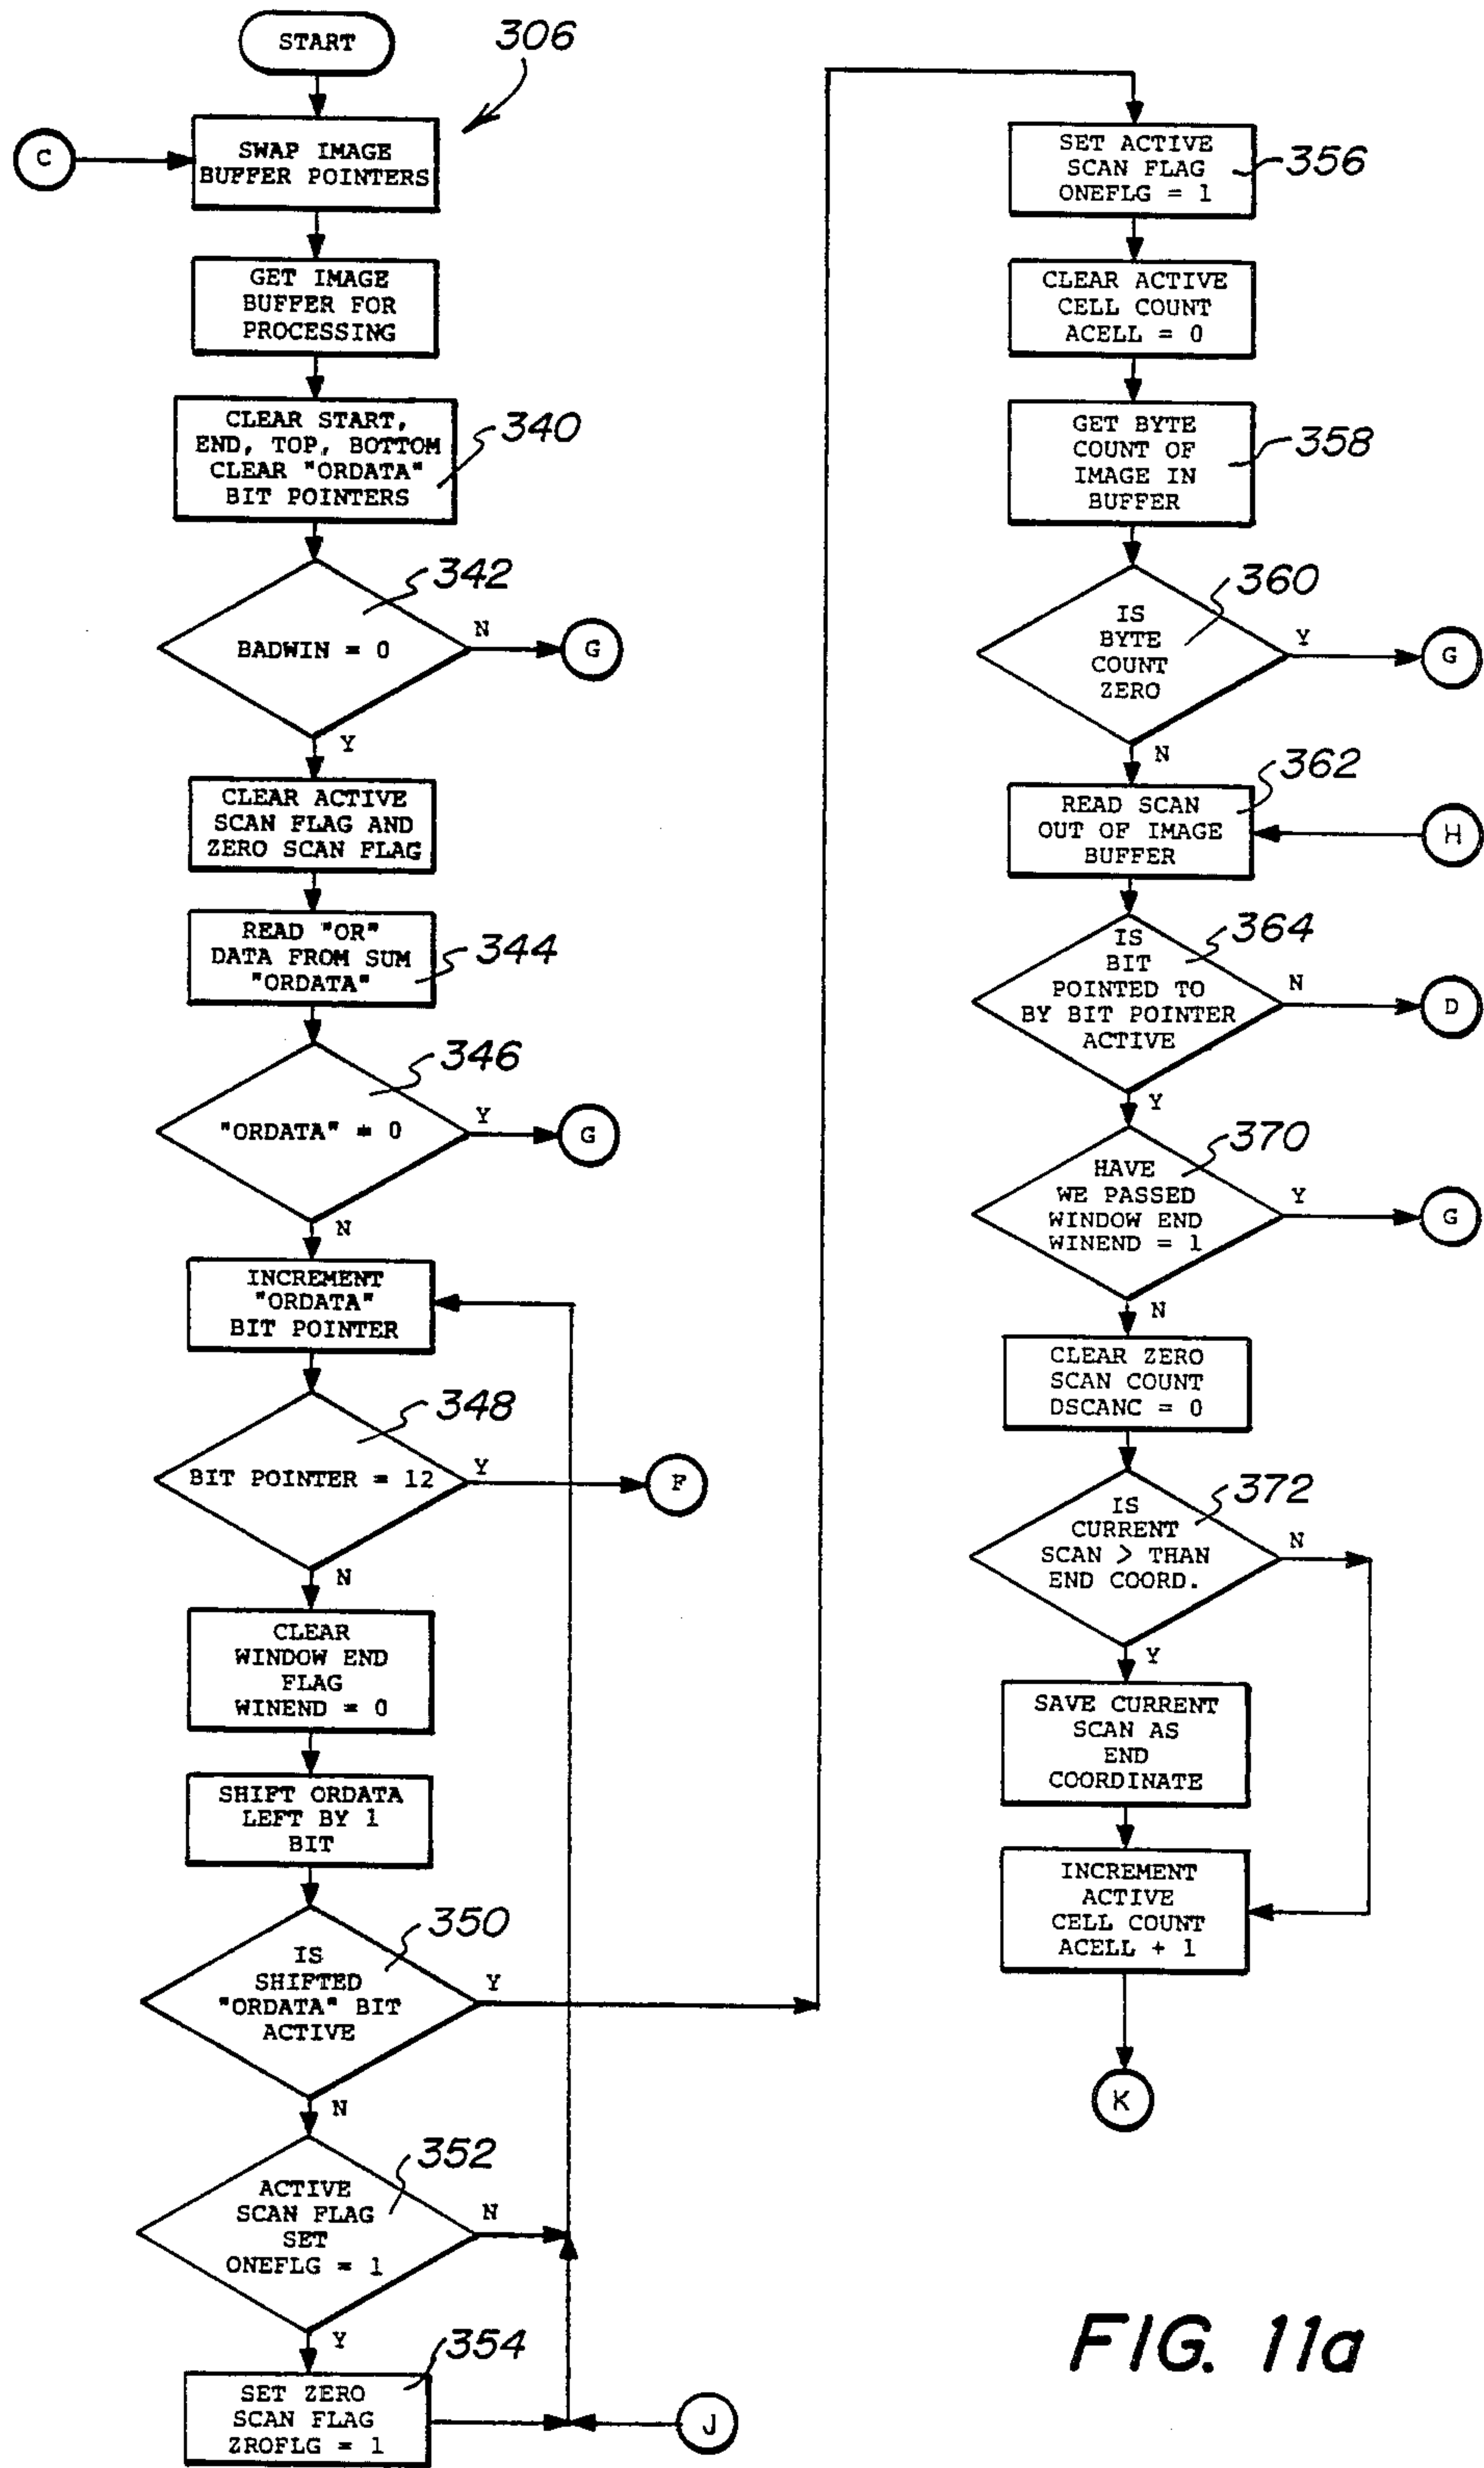 START
306
C
SWAP IMAGE
BUFFER POINTERS
GET IMAGE
BUFFER FOR
PROCESSING
CLEAR START,
END, TOP, BOTTOM
CLEAR "ORDATA"
BIT POINTERS
340
342
BADWIN = 0
N
G
Y
CLEAR ACTIVE
SCAN FLAG AND
ZERO SCAN FLAG
READ "OR"
DATA FROM SUM
"ORDATA"
344
346
"ORDATA" = 0
Y
G
N
INCREMENT
"ORDATA"
BIT POINTER
348
BIT POINTER = 12
Y
F
N
CLEAR
WINDOW END
FLAG
WINEND = 0
SHIFT ORDATA
LEFT BY 1
BIT
350
IS
SHIFTED
"ORDATA" BIT
ACTIVE
Y
N
352
ACTIVE
SCAN FLAG
SET
ONEFLG = 1
N
Y
354
SET ZERO
SCAN FLAG
ZROFLG = 1
J
SET ACTIVE
SCAN FLAG
ONEFLG = 1
356
CLEAR ACTIVE
CELL COUNT
ACELL = 0
GET BYTE
COUNT OF
IMAGE IN
BUFFER
358
360
IS
BYTE
COUNT
ZERO
Y
G
N
362
READ SCAN
OUT OF IMAGE
BUFFER
H
364
IS
BIT
POINTED TO
BY BIT POINTER
ACTIVE
N
D
Y
370
HAVE
WE PASSED
WINDOW END
WINEND = 1
Y
G
N
CLEAR ZERO
SCAN COUNT
DSCANC = 0
372
IS
CURRENT
SCAN > THAN
END COORD.
N
Y
SAVE CURRENT
SCAN AS
END
COORDINATE
INCREMENT
ACTIVE
CELL COUNT
ACELL + 1
K
FIG. 11a